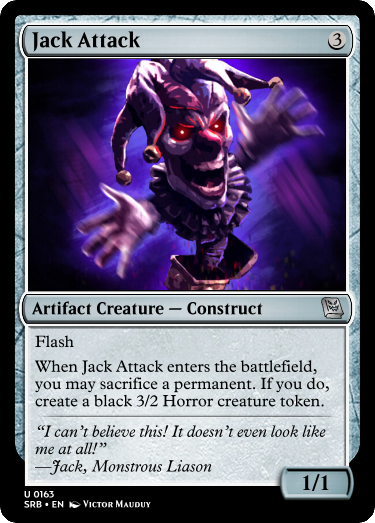 Jack Attack 3
Artifact Creature — Construct
Flash
When Jack Attack enters the battlefield,
you may sacrifice a permanent. If you do,
create a black 3/2 Horror creature token.
“I can't believe this! It doesn't even look like
me at all!”
—Jack, Monstrous Liason
1/1
U 0163
SRB • EN Victor Mauduy